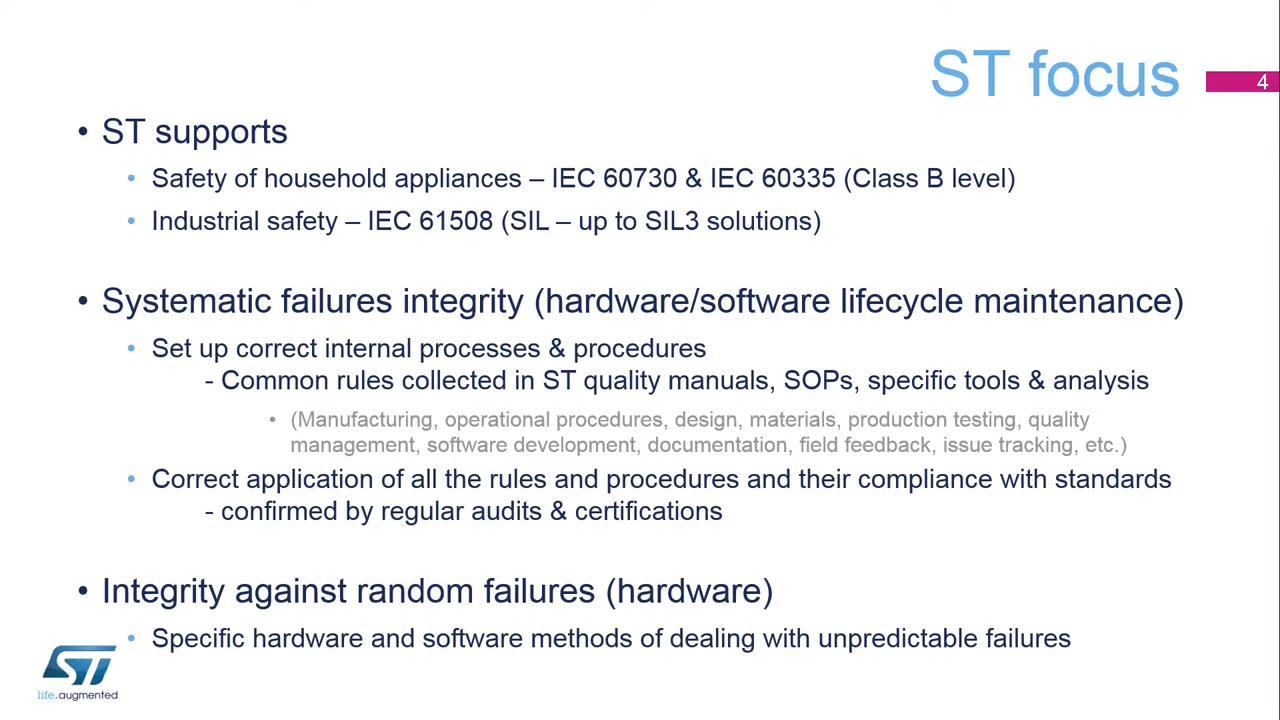 ST focus
4
• ST supports
• Safety of household appliances – IEC 60730 & IEC 60335 (Class B level)
• Industrial safety – IEC 61508 (SIL – up to SIL3 solutions)
• Systematic failures integrity (hardware/software lifecycle maintenance)
• Set up correct internal processes & procedures
- Common rules collected in ST quality manuals, SOPs, specific tools & analysis
• (Manufacturing, operational procedures, design, materials, production testing, quality
management, software development, documentation, field feedback, issue tracking, etc.)
• Correct application of all the rules and procedures and their compliance with standards
- confirmed by regular audits & certifications
• Integrity against random failures (hardware)
• Specific hardware and software methods of dealing with unpredictable failures
ST
life.augmented